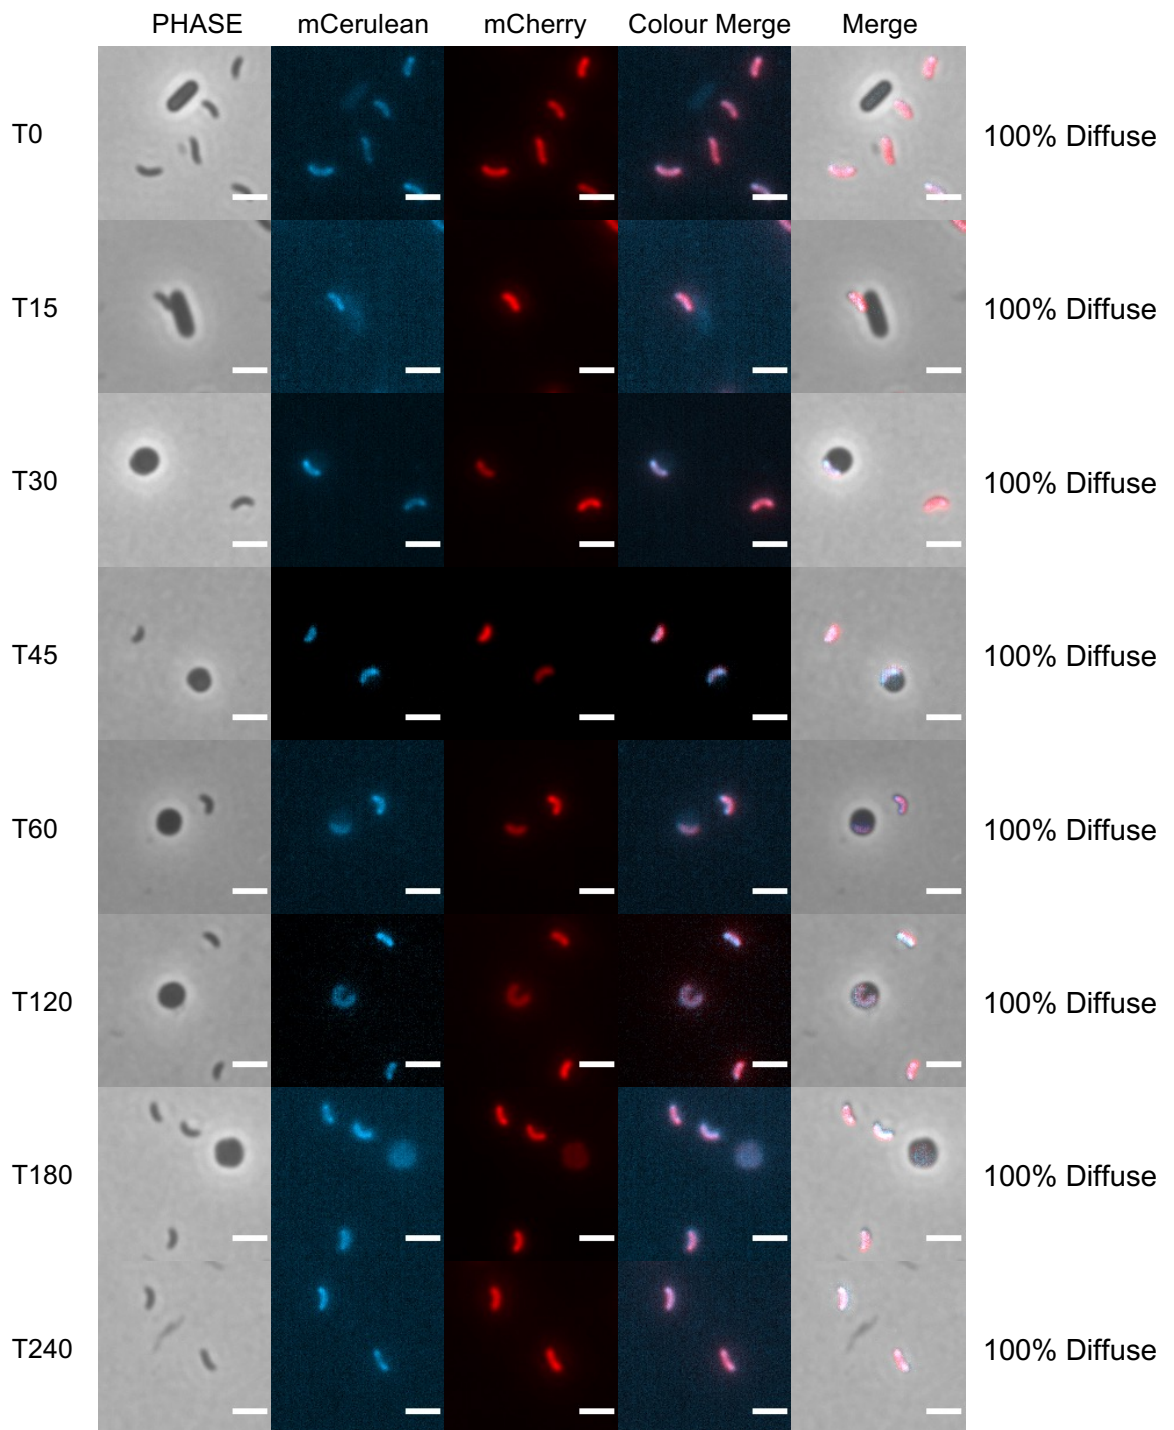 PHASE mCerulean mCherry Colour Merge Merge
T0 100% Diffuse
T15 100% Diffuse
T30 100% Diffuse
T45 100% Diffuse
T60 100% Diffuse
T120 100% Diffuse
T180 100% Diffuse
T240 100% Diffuse